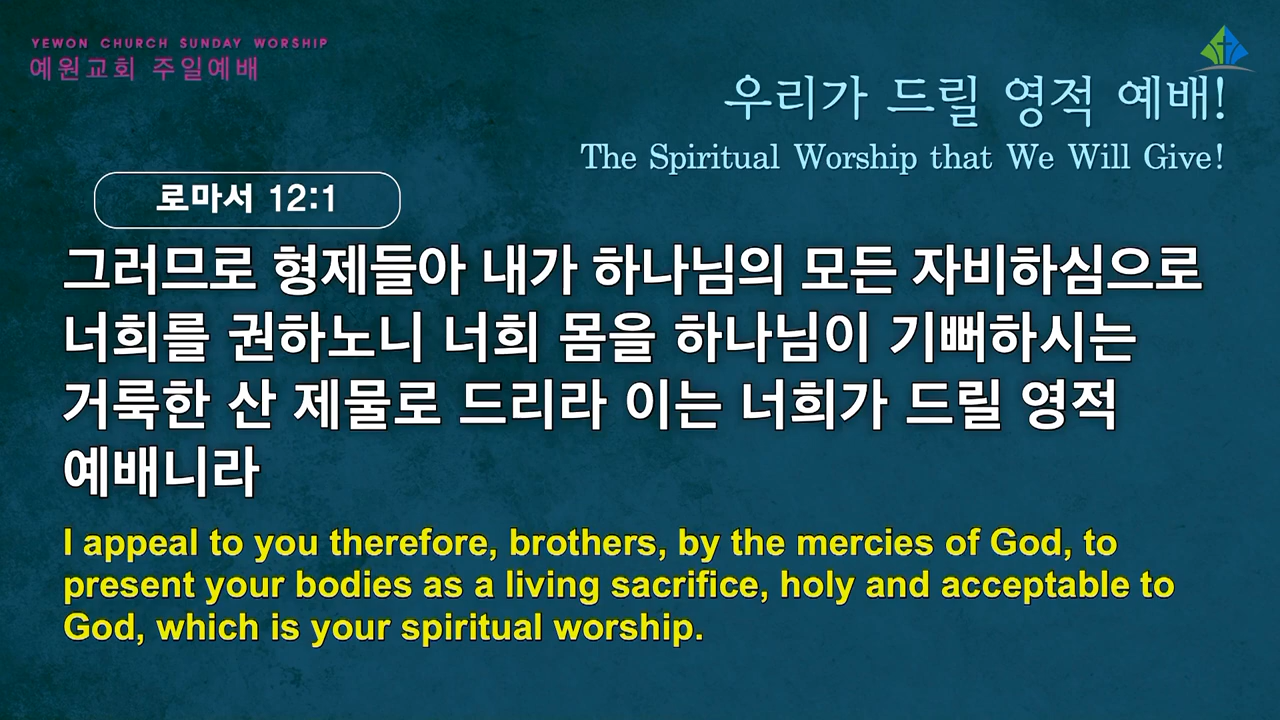 YEWON CHURCH SUNDAY WORSHIP
예원교회 주일예배
우리가 드릴 영적 예배!
The Spiritual Worship that We Will Give!
로마서 12:1
그러므로 형제들아 내가 하나님의 모든 자비하심으로
너희를 권하노니 너희 몸을 하나님이 기뻐하시는
거룩한 산 제물로 드리라 이는 너희가 드릴 영적
예배니라
I appeal to you therefore, brothers, by the mercies of God, to
present your bodies as a living sacrifice, holy and acceptable to
God, which is your spiritual worship.